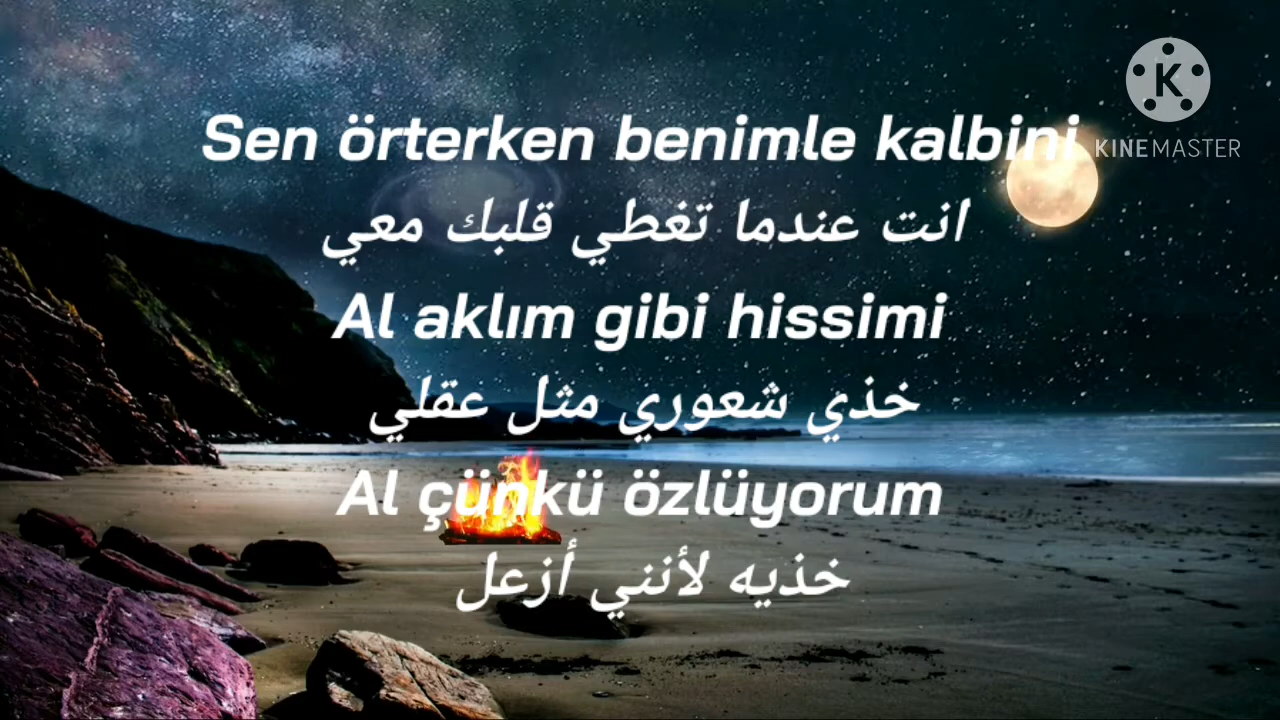 Sen örterken benimle kalbini
KINEMASTER
انت عندما تغطي قلبك معي
Al aklım gibi hissimi
خذي شعوري مثل عقلي
Al çünkü özlüyorum
خذيه لأنني أزعل